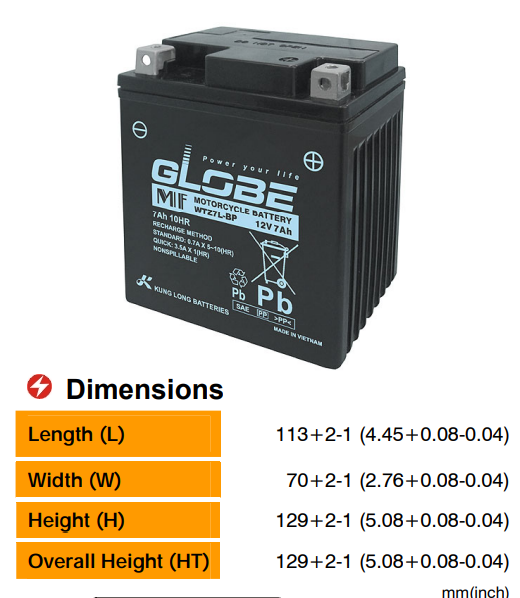 Power your life
GLOBE
MF MOTORCYCLE BATTERY
WTZ7L-BP 12V 7Ah
7Ah 10HR
RECHARGE METHOD
STANDARD: 0.7A X 5~10(HR)
QUICK: 3.5A X 1(HR)
NONSPILLABLE
KUNG LONG BATTERIES
Pb Pb
SAE PP >PP<
MADE IN VIETNAM
Dimensions
Length (L) 113+2-1 (4.45+0.08-0.04)
Width (W) 70+2-1 (2.76+0.08-0.04)
Height (H) 129+2-1 (5.08+0.08-0.04)
Overall Height (HT) 129+2-1 (5.08+0.08-0.04)
mm(inch)